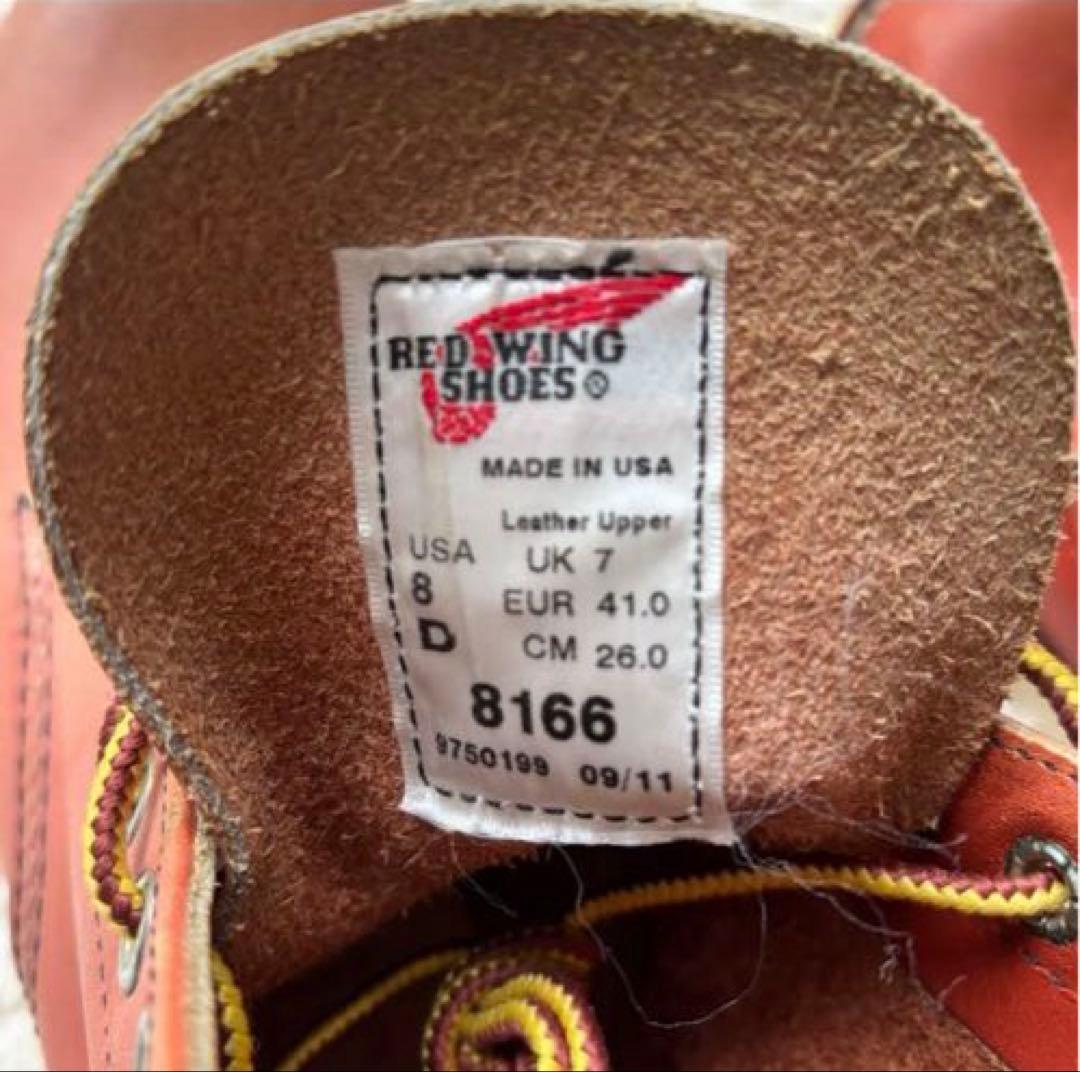 RED WING
SHOES®
MADE IN USA
Leather Upper
USA UK 7
8 EUR 41.0
D CM 26.0
8166
9750199 09/11